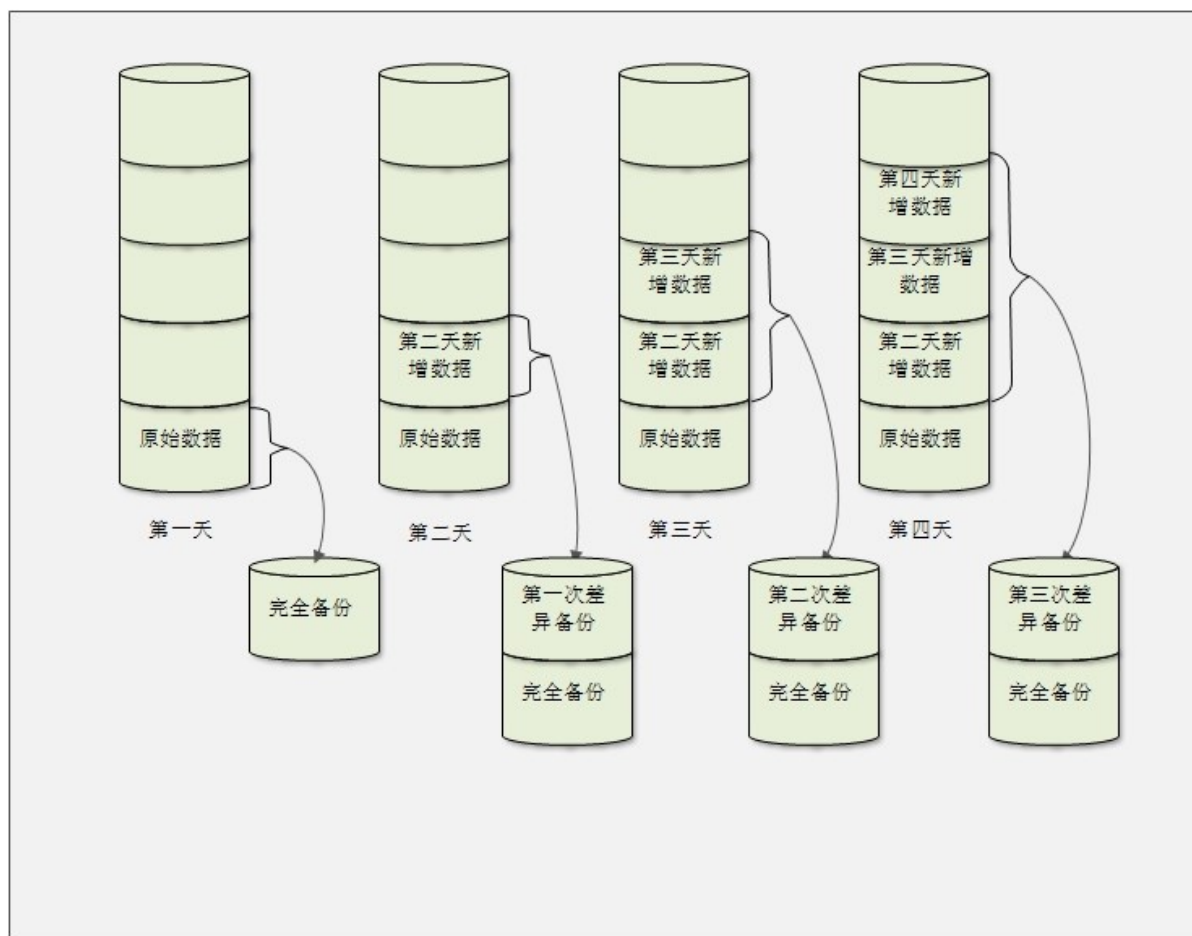 第四天新
增数据
第三天新
增数据
第三天新增
数据
第二天新
增数据
第二天新
增数据
第二天新
增数据
原始数据
原始数据
原始数据
原始数据
第一天
第二天
第三天
第四天
完全备份
第一次差
异备份
第二次差
异备份
第三次差
异备份
完全备份
完全备份
完全备份